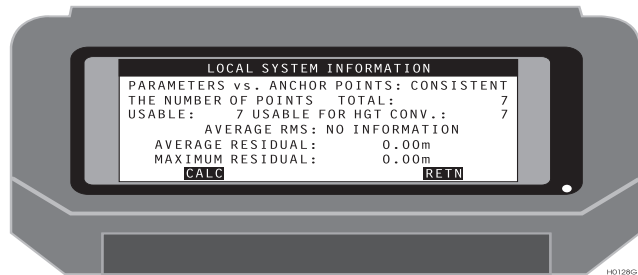 LOCAL SYSTEM INFORMATION
PARAMETERS vs. ANCHOR POINTS: CONSISTENT
THE NUMBER OF POINTS TOTAL: 7
USABLE: 7 USABLE FOR HGT CONV.: 7
AVERAGE RMS: NO INFORMATION
AVERAGE RESIDUAL: 0.00m
MAXIMUM RESIDUAL: 0.00m
CALC RETN
H0128G